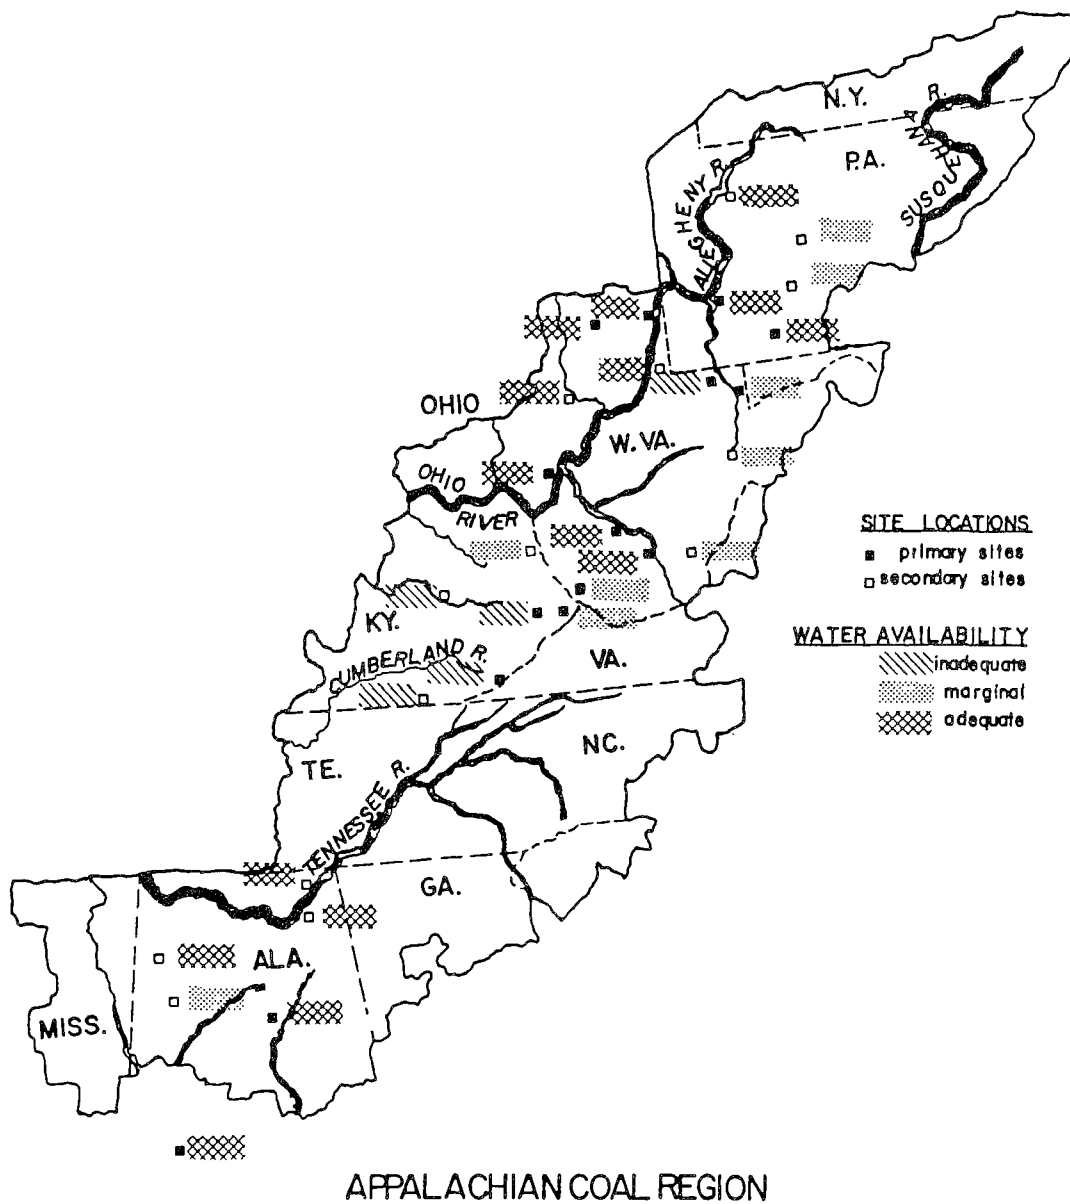 N.Y.
P.A.
SUSQUEHANA R.
ALLEGHENY R.
OHIO
W.VA.
OHIO
RIVER
SITE LOCATIONS
primary sites
secondary sites
KY.
WATER AVAILABILITY
CUMBERLAND R.
VA.
inadequate
marginal
adequate
NC.
TE.
TENNESSEE R.
GA.
ALA.
MISS.
APPALACHIAN COAL REGION